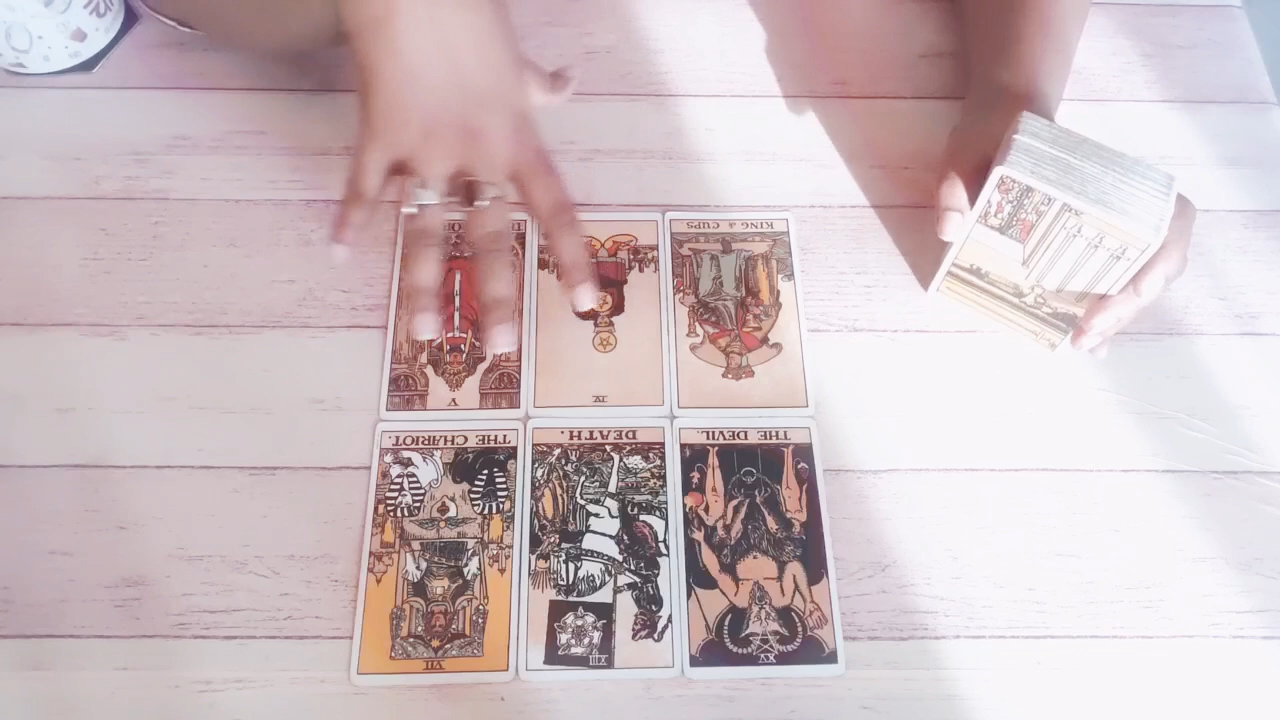 KING of CUPS
V
IV
THE CHARIOT.
DEATH.
THE DEVIL.
VII
XIII
XV